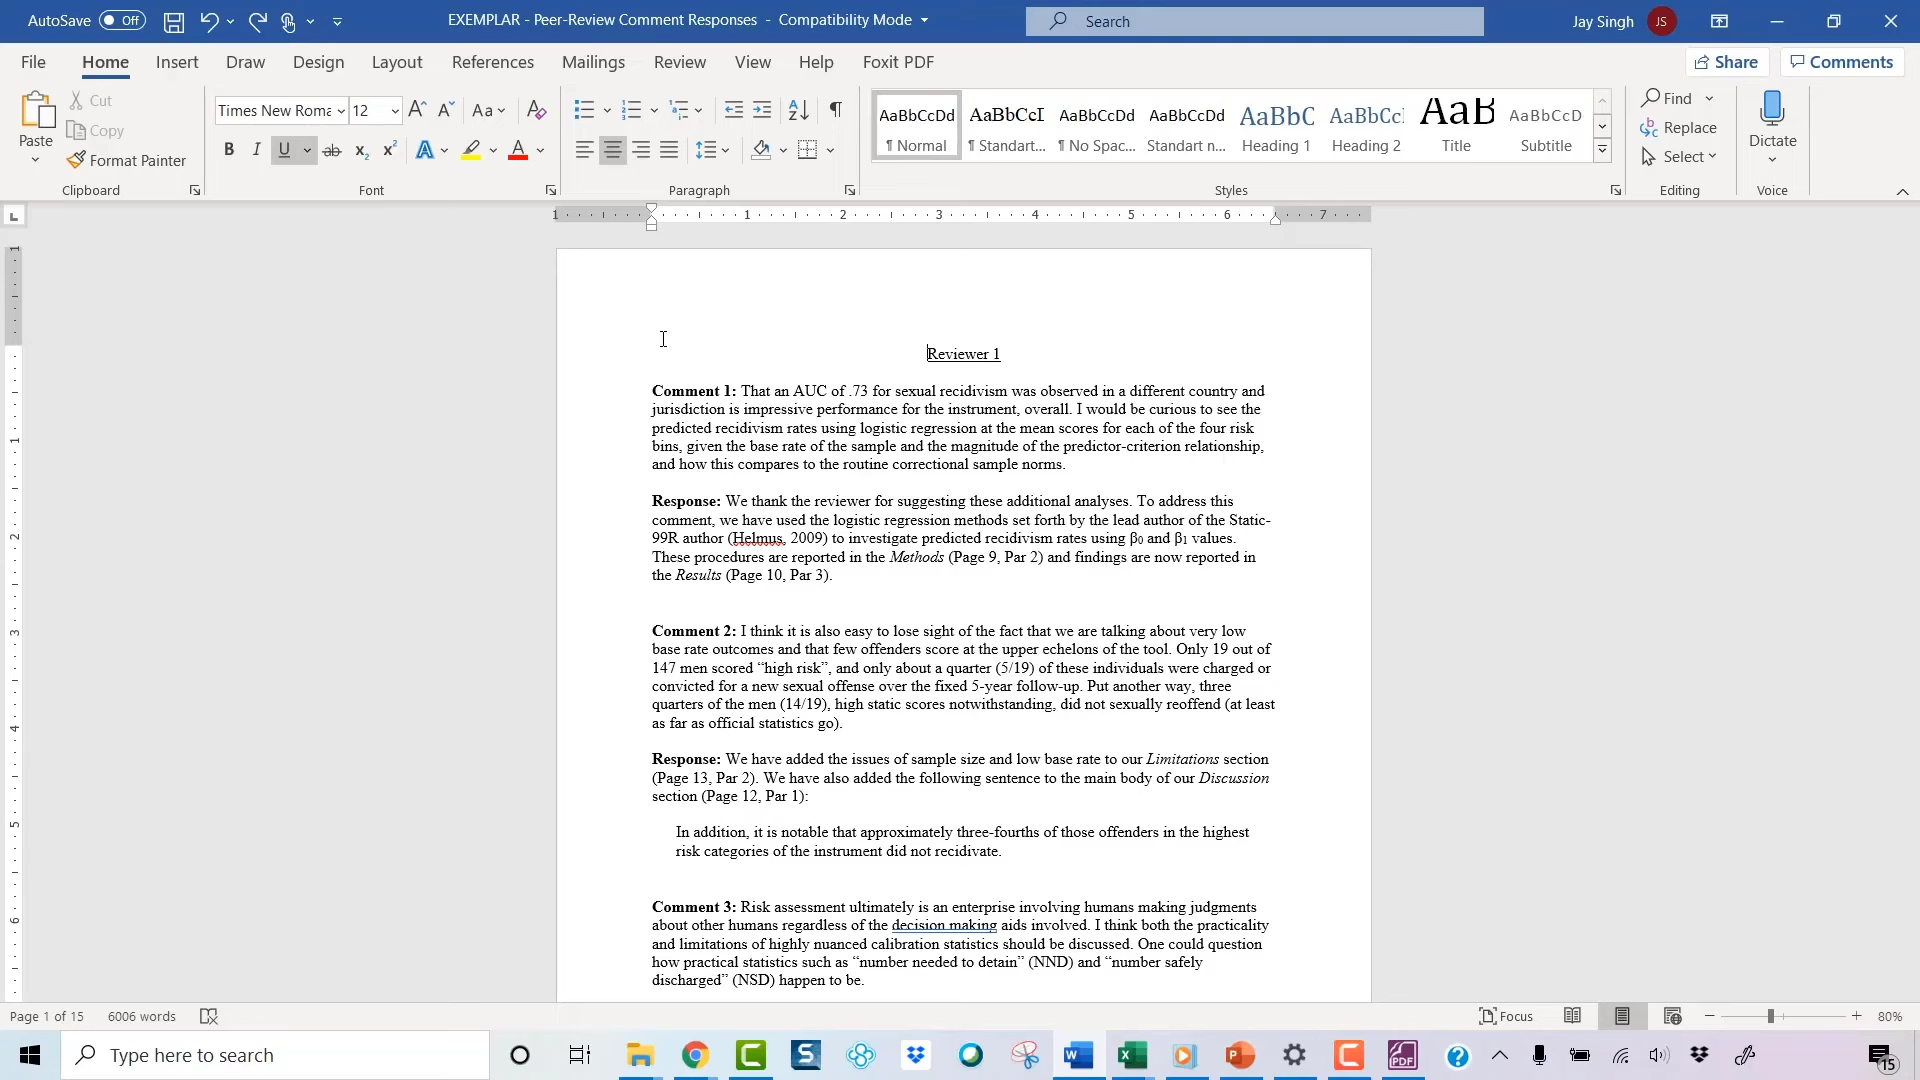 AutoSave Off EXEMPLAR - Peer-Review Comment Responses - Compatibility Mode Search Jay Singh JS
File Home Insert Draw Design Layout References Mailings Review View Help Foxit PDF Share Comments
Paste Cut Copy Format Painter Clipboard
Times New Roma 12 Aa Font
B I U ab x2 x2 A A
Paragraph
AaBbCcDd AaBbCcI AaBbCcDd AaBbCcDd AaBbC AaBbCcI AaB AaBbCcD
¶ Normal ¶ Standart... ¶ No Spac... Standart n... Heading 1 Heading 2 Title Subtitle
Styles
Find Replace Select Editing
Dictate Voice
1 1 2 3 4 5 6 7
Reviewer 1
Comment 1: That an AUC of .73 for sexual recidivism was observed in a different country and
jurisdiction is impressive performance for the instrument, overall. I would be curious to see the
predicted recidivism rates using logistic regression at the mean scores for each of the four risk
bins, given the base rate of the sample and the magnitude of the predictor-criterion relationship,
and how this compares to the routine correctional sample norms.
Response: We thank the reviewer for suggesting these additional analyses. To address this
comment, we have used the logistic regression methods set forth by the lead author of the Static-
99R author (Helmus, 2009) to investigate predicted recidivism rates using β0 and β1 values.
These procedures are reported in the Methods (Page 9, Par 2) and findings are now reported in
the Results (Page 10, Par 3).
Comment 2: I think it is also easy to lose sight of the fact that we are talking about very low
base rate outcomes and that few offenders score at the upper echelons of the tool. Only 19 out of
147 men scored “high risk”, and only about a quarter (5/19) of these individuals were charged or
convicted for a new sexual offense over the fixed 5-year follow-up. Put another way, three
quarters of the men (14/19), high static scores notwithstanding, did not sexually reoffend (at least
as far as official statistics go).
Response: We have added the issues of sample size and low base rate to our Limitations section
(Page 13, Par 2). We have also added the following sentence to the main body of our Discussion
section (Page 12, Par 1):
In addition, it is notable that approximately three-fourths of those offenders in the highest
risk categories of the instrument did not recidivate.
Comment 3: Risk assessment ultimately is an enterprise involving humans making judgments
about other humans regardless of the decision making aids involved. I think both the practicality
and limitations of highly nuanced calibration statistics should be discussed. One could question
how practical statistics such as “number needed to detain” (NND) and “number safely
discharged” (NSD) happen to be.
Page 1 of 15 6006 words Focus 80%
Type here to search 15